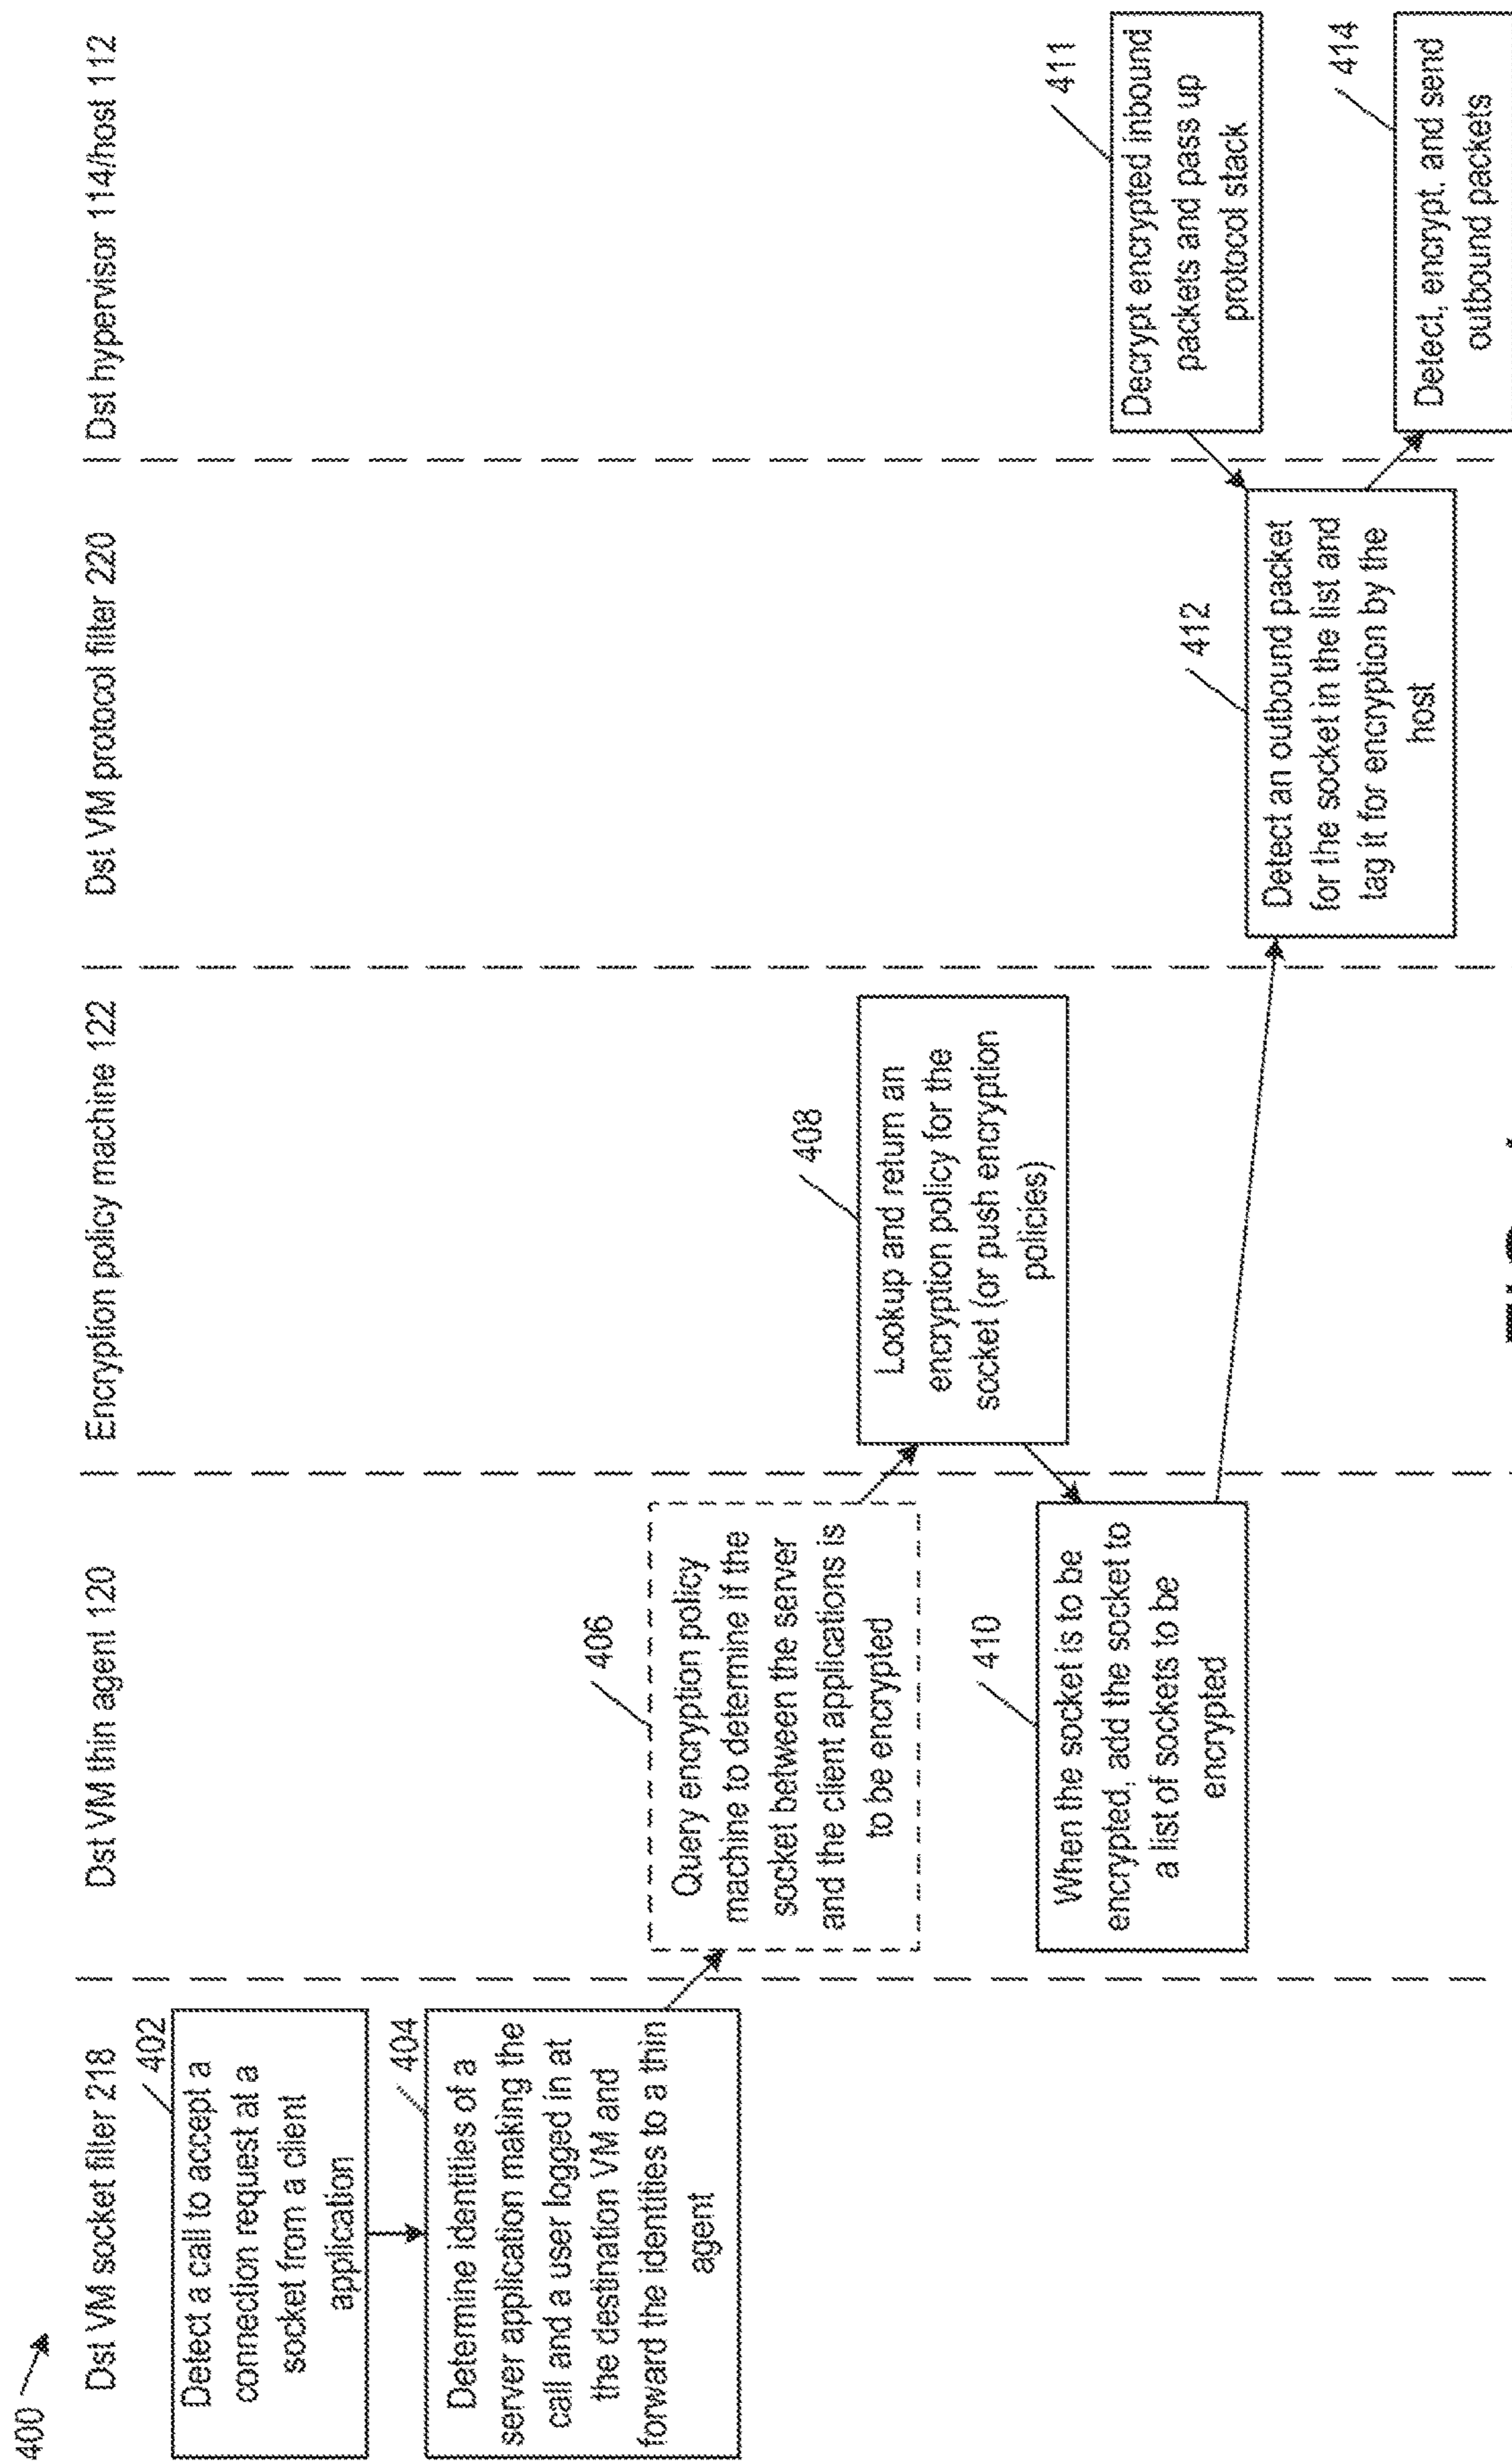 400
Dst VM socket filter 218
Dst VM thin agent 120
Encryption policy machine 122
Dst VM protocol filter 220
Dst hypervisor 114/host 112
402
Detect a call to accept a
connection request at a
socket from a client
application
404
Determine identities of a
server application making the
call and a user logged in at
the destination VM and
forward the identities to a thin
agent
406
Query encryption policy
machine to determine if the
socket between the server
and the client applications is
to be encrypted
408
Lookup and return an
encryption policy for the
socket (or push encryption
policies)
410
When the socket is to be
encrypted, add the socket to
a list of sockets to be
encrypted
411
Decrypt encrypted inbound
packets and pass up
protocol stack
412
Detect an outbound packet
for the socket in the list and
tag it for encryption by the
host
414
Detect, encrypt, and send
outbound packets